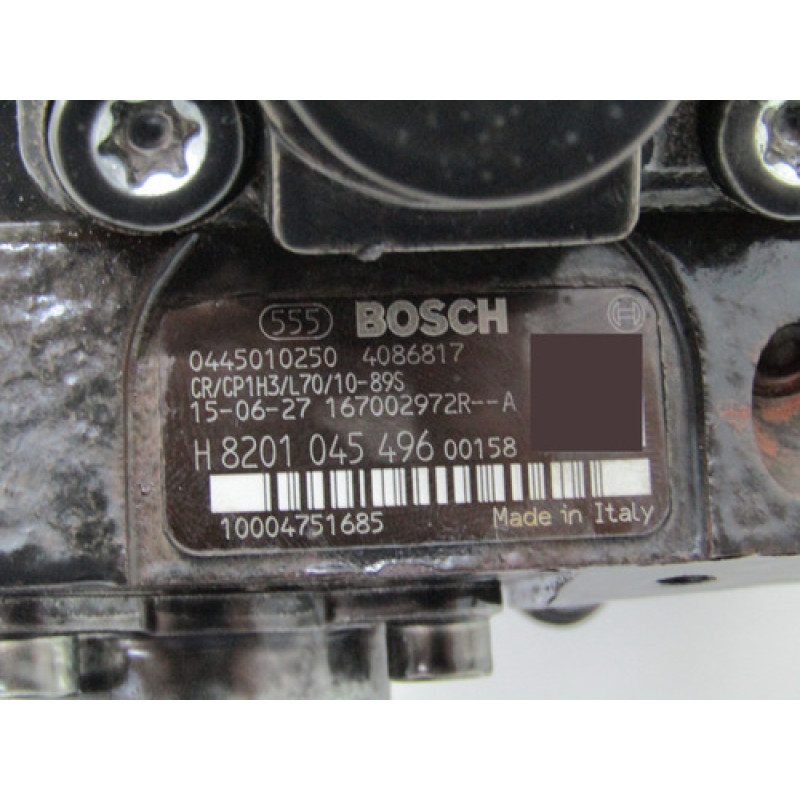 555 BOSCH
0445010250 4086817
CR/CP1H3/L70/10-89S
15-06-27 167002972R--A
H 8201 045 496 00158
10004751685 Made in Italy